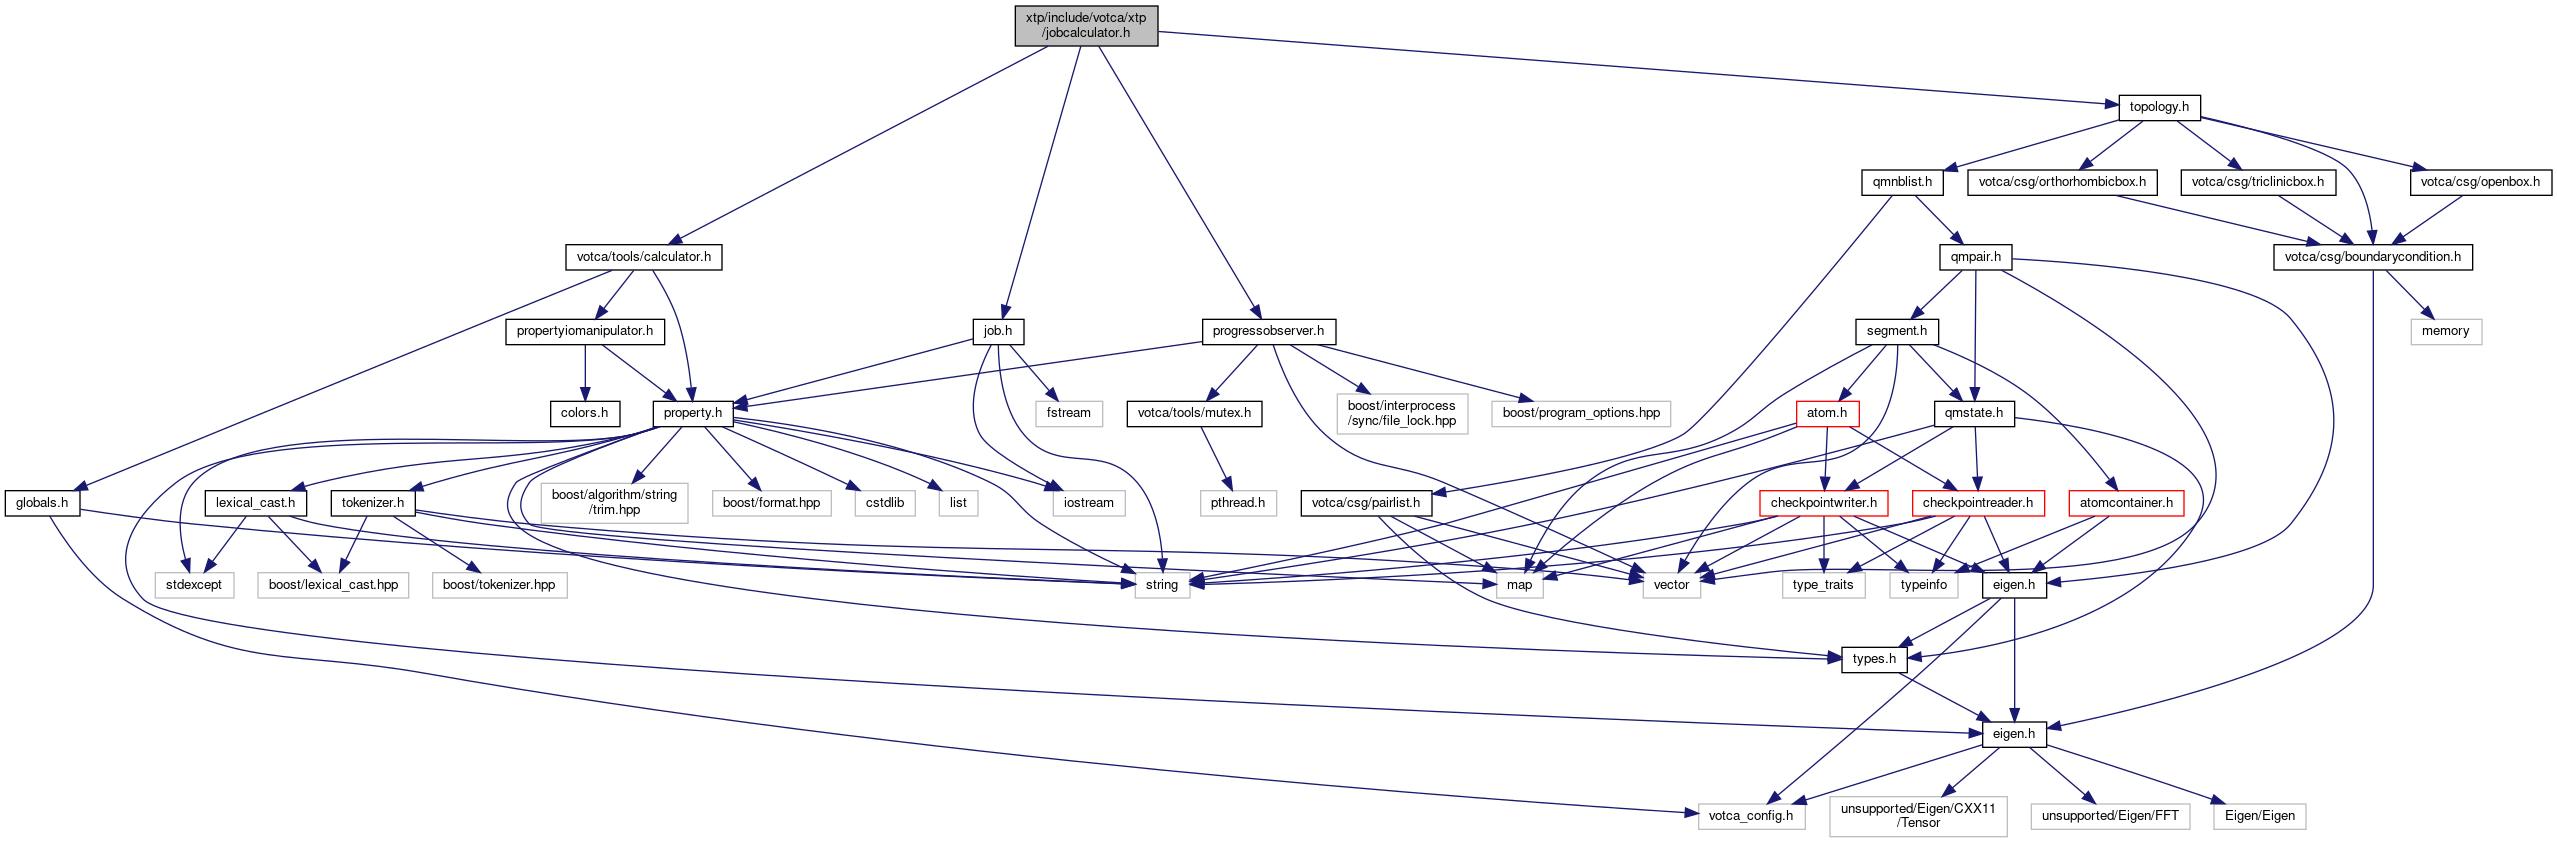 xtp/include/votca/xtp
/jobcalculator.h
topology.h
qmnblist.h
votca/csg/orthorhombicbox.h
votca/csg/triclinicbox.h
votca/csg/openbox.h
votca/tools/calculator.h
qmpair.h
votca/csg/boundarycondition.h
propertyiomanipulator.h
job.h
progressobserver.h
segment.h
memory
colors.h
property.h
fstream
votca/tools/mutex.h
boost/interprocess
/sync/file_lock.hpp
boost/program_options.hpp
atom.h
qmstate.h
globals.h
lexical_cast.h
tokenizer.h
boost/algorithm/string
/trim.hpp
boost/format.hpp
cstdlib
list
iostream
pthread.h
votca/csg/pairlist.h
checkpointwriter.h
checkpointreader.h
atomcontainer.h
stdexcept
boost/lexical_cast.hpp
boost/tokenizer.hpp
string
map
vector
type_traits
typeinfo
eigen.h
types.h
eigen.h
votca_config.h
unsupported/Eigen/CXX11
/Tensor
unsupported/Eigen/FFT
Eigen/Eigen